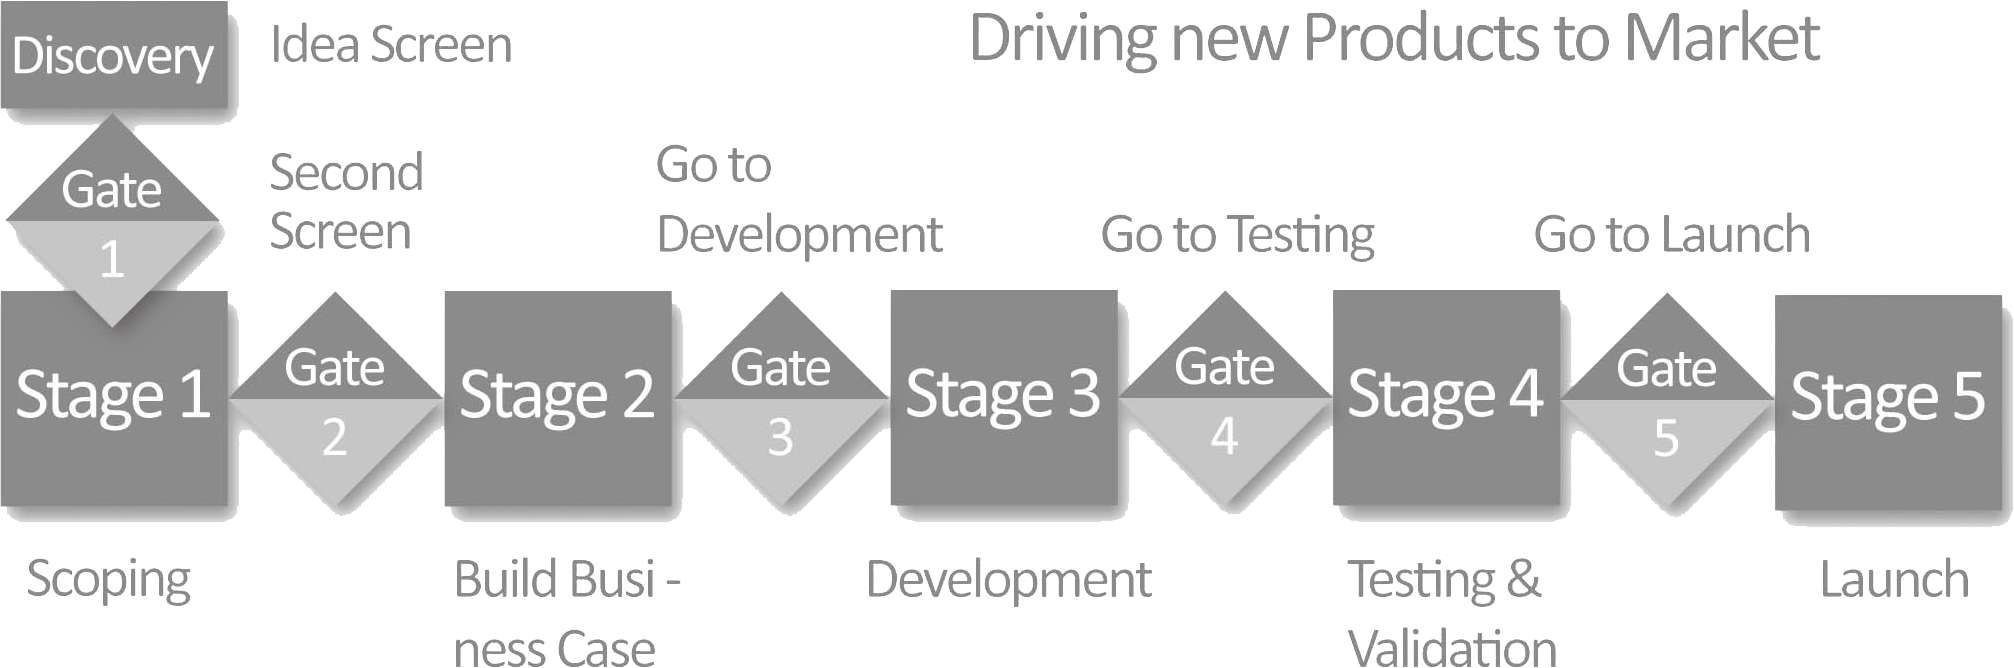 Discovery
Idea Screen
Driving new Products to Market
Gate
1
Second
Screen
Go to
Development
Go to Testing
Go to Launch
Stage 1
Gate
2
Stage 2
Gate
3
Stage 3
Gate
4
Stage 4
Gate
5
Stage 5
Scoping
Build Busi -
ness Case
Development
Testing &
Validation
Launch